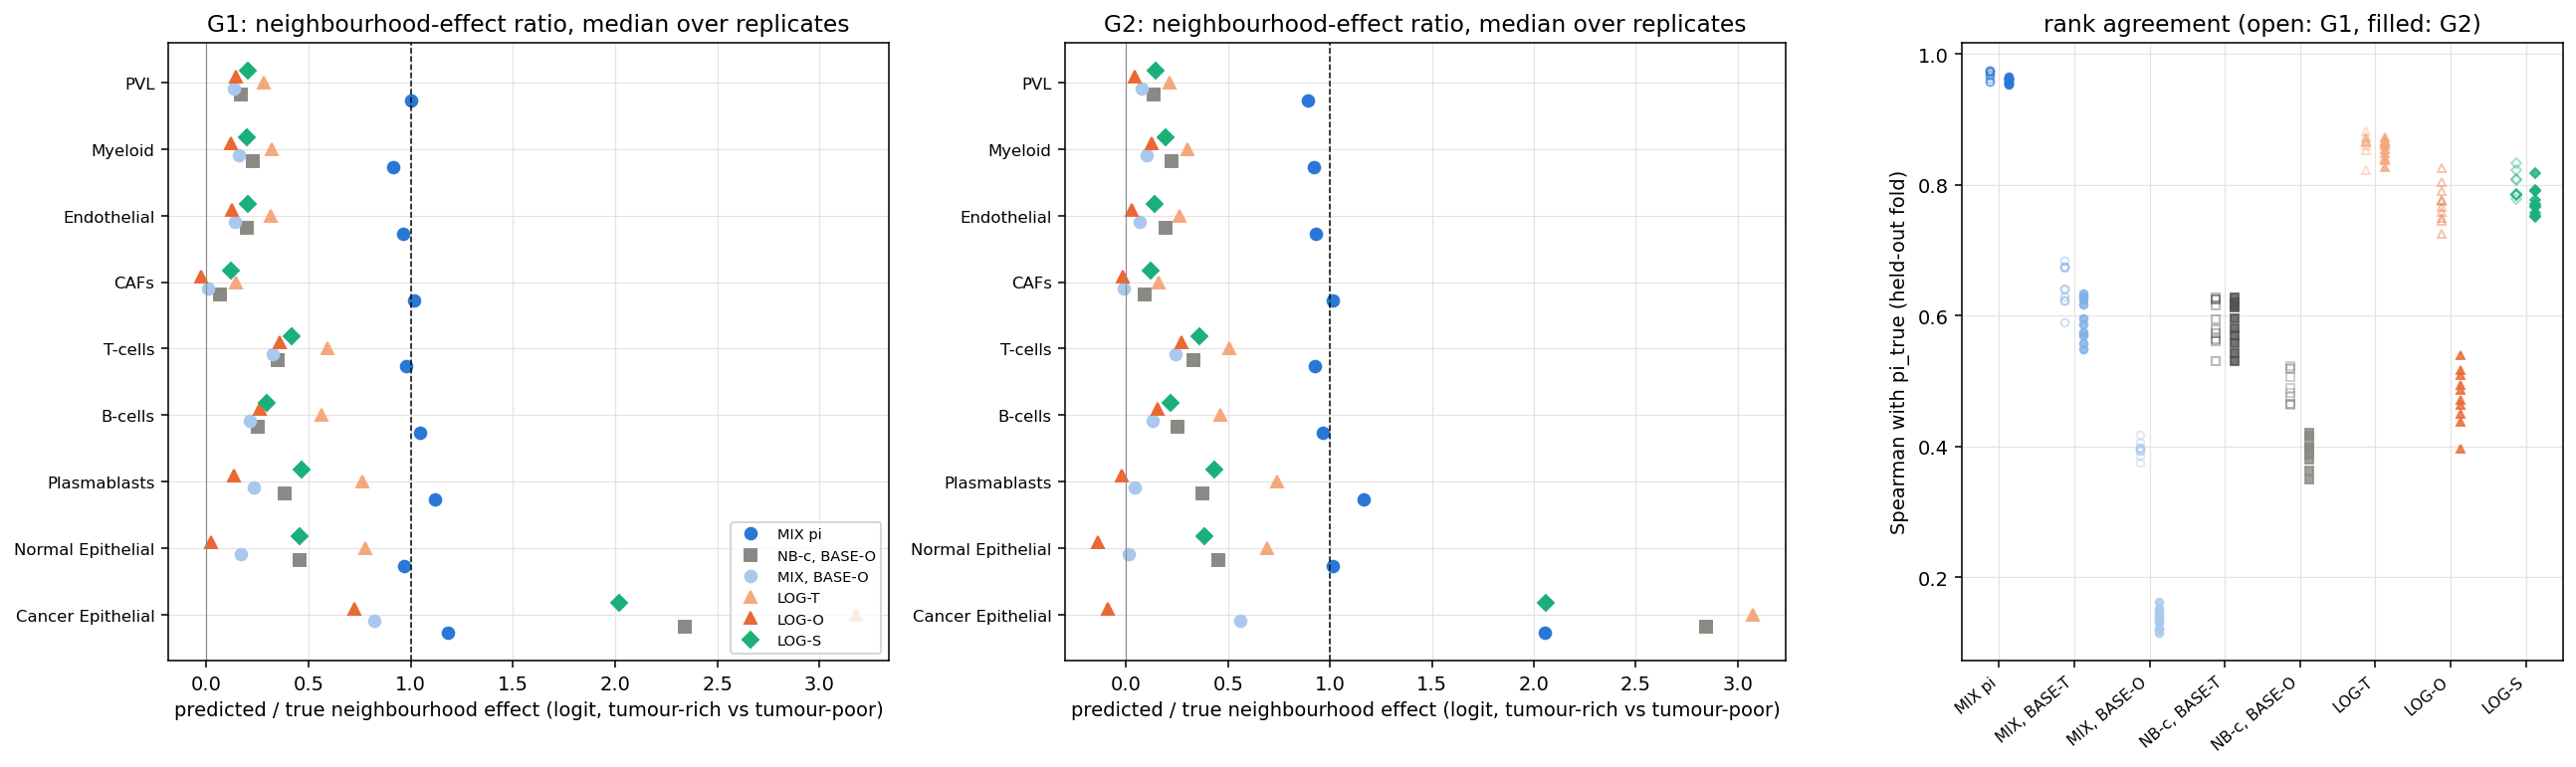 G1: neighbourhood-effect ratio, median over replicates
PVL
Myeloid
Endothelial
CAFs
T-cells
B-cells
Plasmablasts
Normal Epithelial
Cancer Epithelial
MIX pi
NB-c, BASE-O
MIX, BASE-O
LOG-T
LOG-O
LOG-S
0.0 0.5 1.0 1.5 2.0 2.5 3.0
predicted / true neighbourhood effect (logit, tumour-rich vs tumour-poor)
G2: neighbourhood-effect ratio, median over replicates
PVL
Myeloid
Endothelial
CAFs
T-cells
B-cells
Plasmablasts
Normal Epithelial
Cancer Epithelial
0.0 0.5 1.0 1.5 2.0 2.5 3.0
predicted / true neighbourhood effect (logit, tumour-rich vs tumour-poor)
rank agreement (open: G1, filled: G2)
Spearman with pi_true (held-out fold)
1.0
0.8
0.6
0.4
0.2
MIX pi
MIX, BASE-T
MIX, BASE-O
NB-c, BASE-T
NB-c, BASE-O
LOG-T
LOG-O
LOG-S